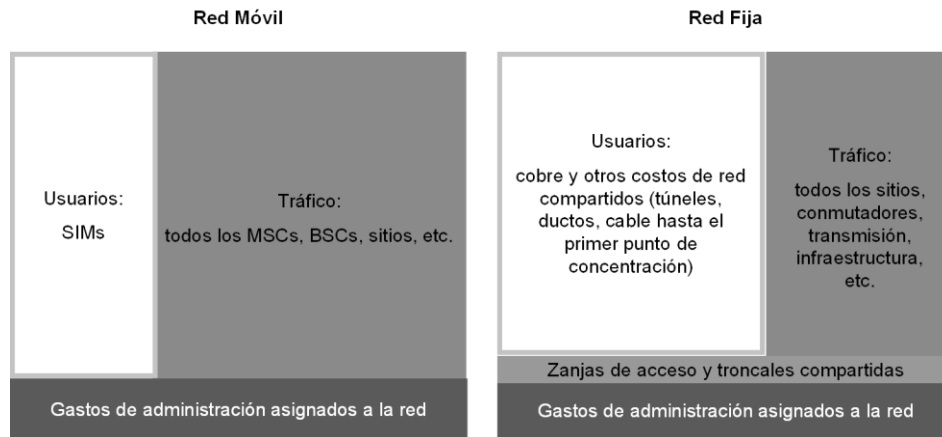 Red Móvil
Usuarios:
SIMs
Tráfico:
todos los MSCs, BSCs, sitios, etc.
Gastos de administración asignados a la red
Red Fija
Usuarios:
cobre y otros costos de red
compartidos (túneles,
ductos, cable hasta el
primer punto de
concentración)
Tráfico:
todos los sitios,
conmutadores,
transmisión,
infraestructura,
etc.
Zanjas de acceso y troncales compartidas
Gastos de administración asignados a la red